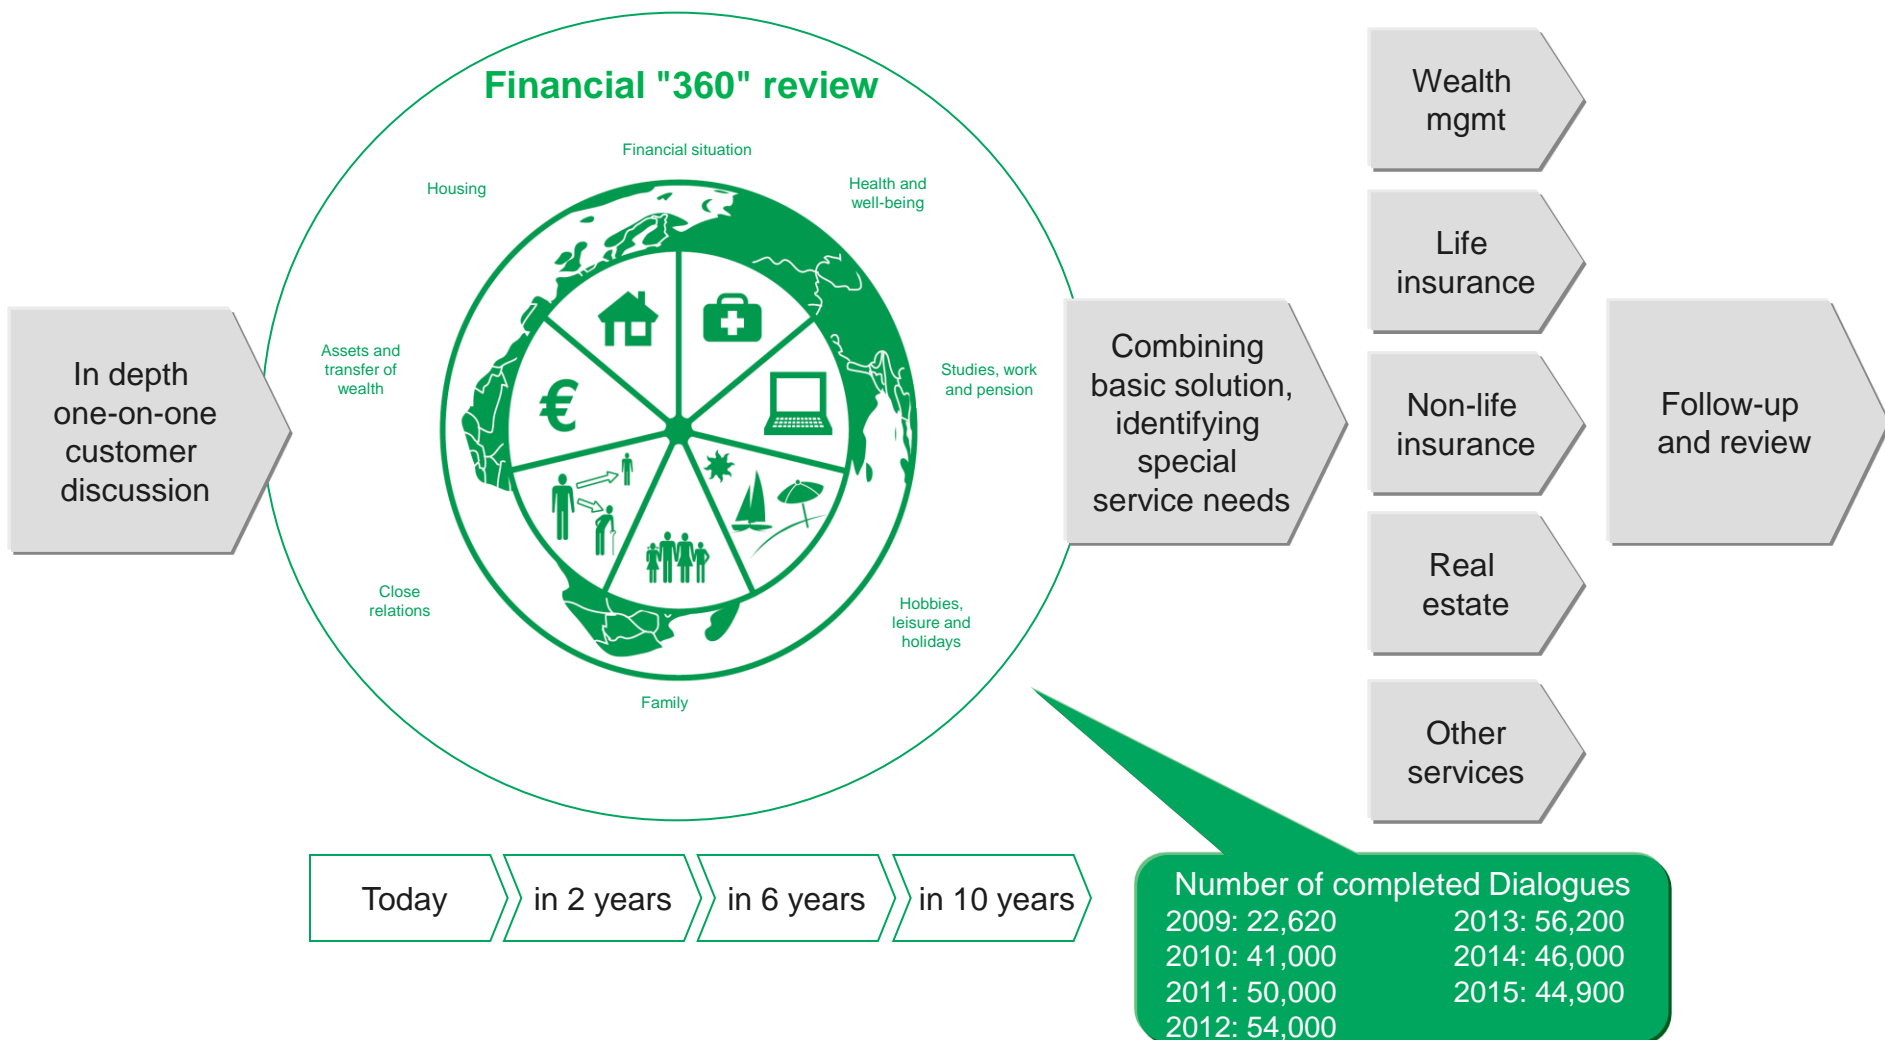 Financial "360" review
Financial situation
Housing
Health and
well-being
Assets and
transfer of
wealth
Studies, work
and pension
€
Close
relations
Hobbies,
leisure and
holidays
Family
In depth
one-on-one
customer
discussion
Combining
basic solution,
identifying
special
service needs
Wealth
mgmt
Life
insurance
Non-life
insurance
Real
estate
Other
services
Follow-up
and review
Today
in 2 years
in 6 years
in 10 years
Number of completed Dialogues
2009: 22,620
2010: 41,000
2011: 50,000
2012: 54,000
2013: 56,200
2014: 46,000
2015: 44,900